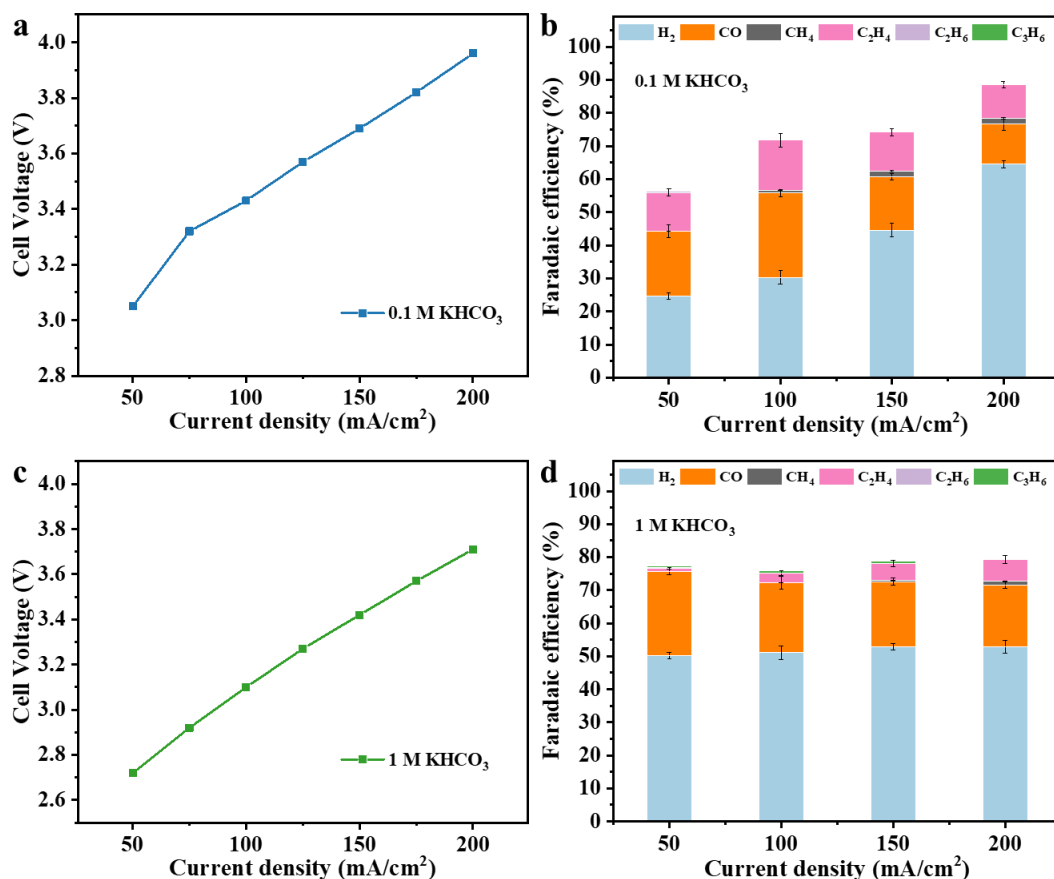 a
4.0
3.8
3.6
3.4
3.2
3.0
2.8
Cell Voltage (V)
0.1 M KHCO₃
50 100 150 200
Current density (mA/cm²)
b
H₂ CO CH₄ C₂H₄ C₂H₆ C₃H₆
0.1 M KHCO₃
100
90
80
70
60
50
40
30
20
10
0
Faradaic efficiency (%)
50 100 150 200
Current density (mA/cm²)
c
4.0
3.8
3.6
3.4
3.2
3.0
2.8
2.6
Cell Voltage (V)
1 M KHCO₃
50 100 150 200
Current density (mA/cm²)
d
H₂ CO CH₄ C₂H₄ C₂H₆ C₃H₆
1 M KHCO₃
100
90
80
70
60
50
40
30
20
10
0
Faradaic efficiency (%)
50 100 150 200
Current density (mA/cm²)